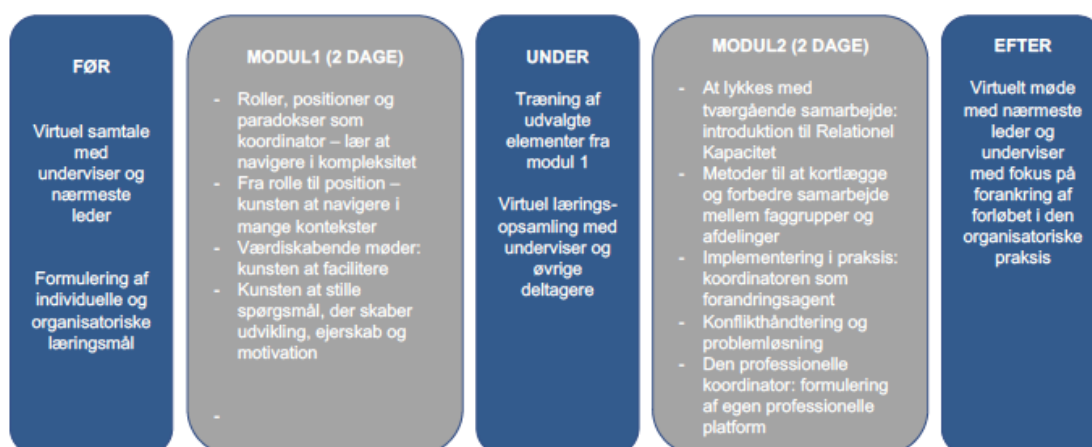 FØR
Virtuel samtale
med
underviser og
nærmeste
leder
Formulering af
individuelle og
organisatoriske
læringsmål
MODUL1 (2 DAGE)
- Roller, positioner og
paradokser som
koordinator – lær at
navigere i kompleksitet
- Fra rolle til position –
kunsten at navigere i
mange kontekster
- Værdiskabende møder:
kunsten at facilitere
- Kunsten at stille
spørgsmål, der skaber
udvikling, ejerskab og
motivation
-
UNDER
Træning af
udvalgte
elementer fra
modul 1
Virtuel lærings-
opsamling med
underviser og
øvrige
deltagere
MODUL2 (2 DAGE)
- At lykkes med
tværgående samarbejde:
introduktion til Relationel
Kapacitet
- Metoder til at kortlægge
og forbedre samarbejde
mellem faggrupper og
afdelinger
- Implementering i praksis:
koordinatoren som
forandringsagent
- Konflikthåndtering og
problemløsning
- Den professionelle
koordinator: formulering
af egen professionelle
platform
EFTER
Virtuelt møde
med nærmeste
leder og
underviser
med fokus på
forankring af
forløbet i den
organisatoriske
praksis